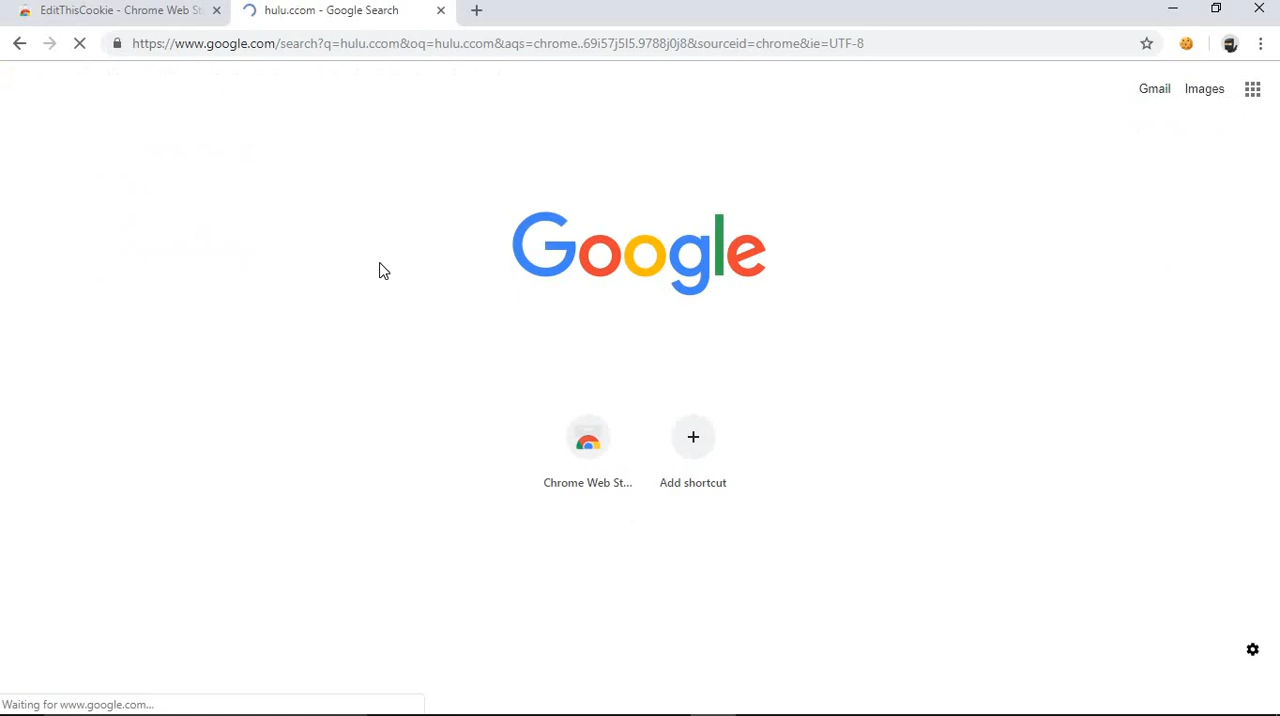 EditThisCookie - Chrome Web St
hulu.ccom - Google Search
https://www.google.com/search?q=hulu.ccom&oq=hulu.ccom&aqs=chrome..69i57j5l5.9788j0j8&sourceid=chrome&ie=UTF-8
Gmail Images
Google
Chrome Web St... Add shortcut
Waiting for www.google.com...